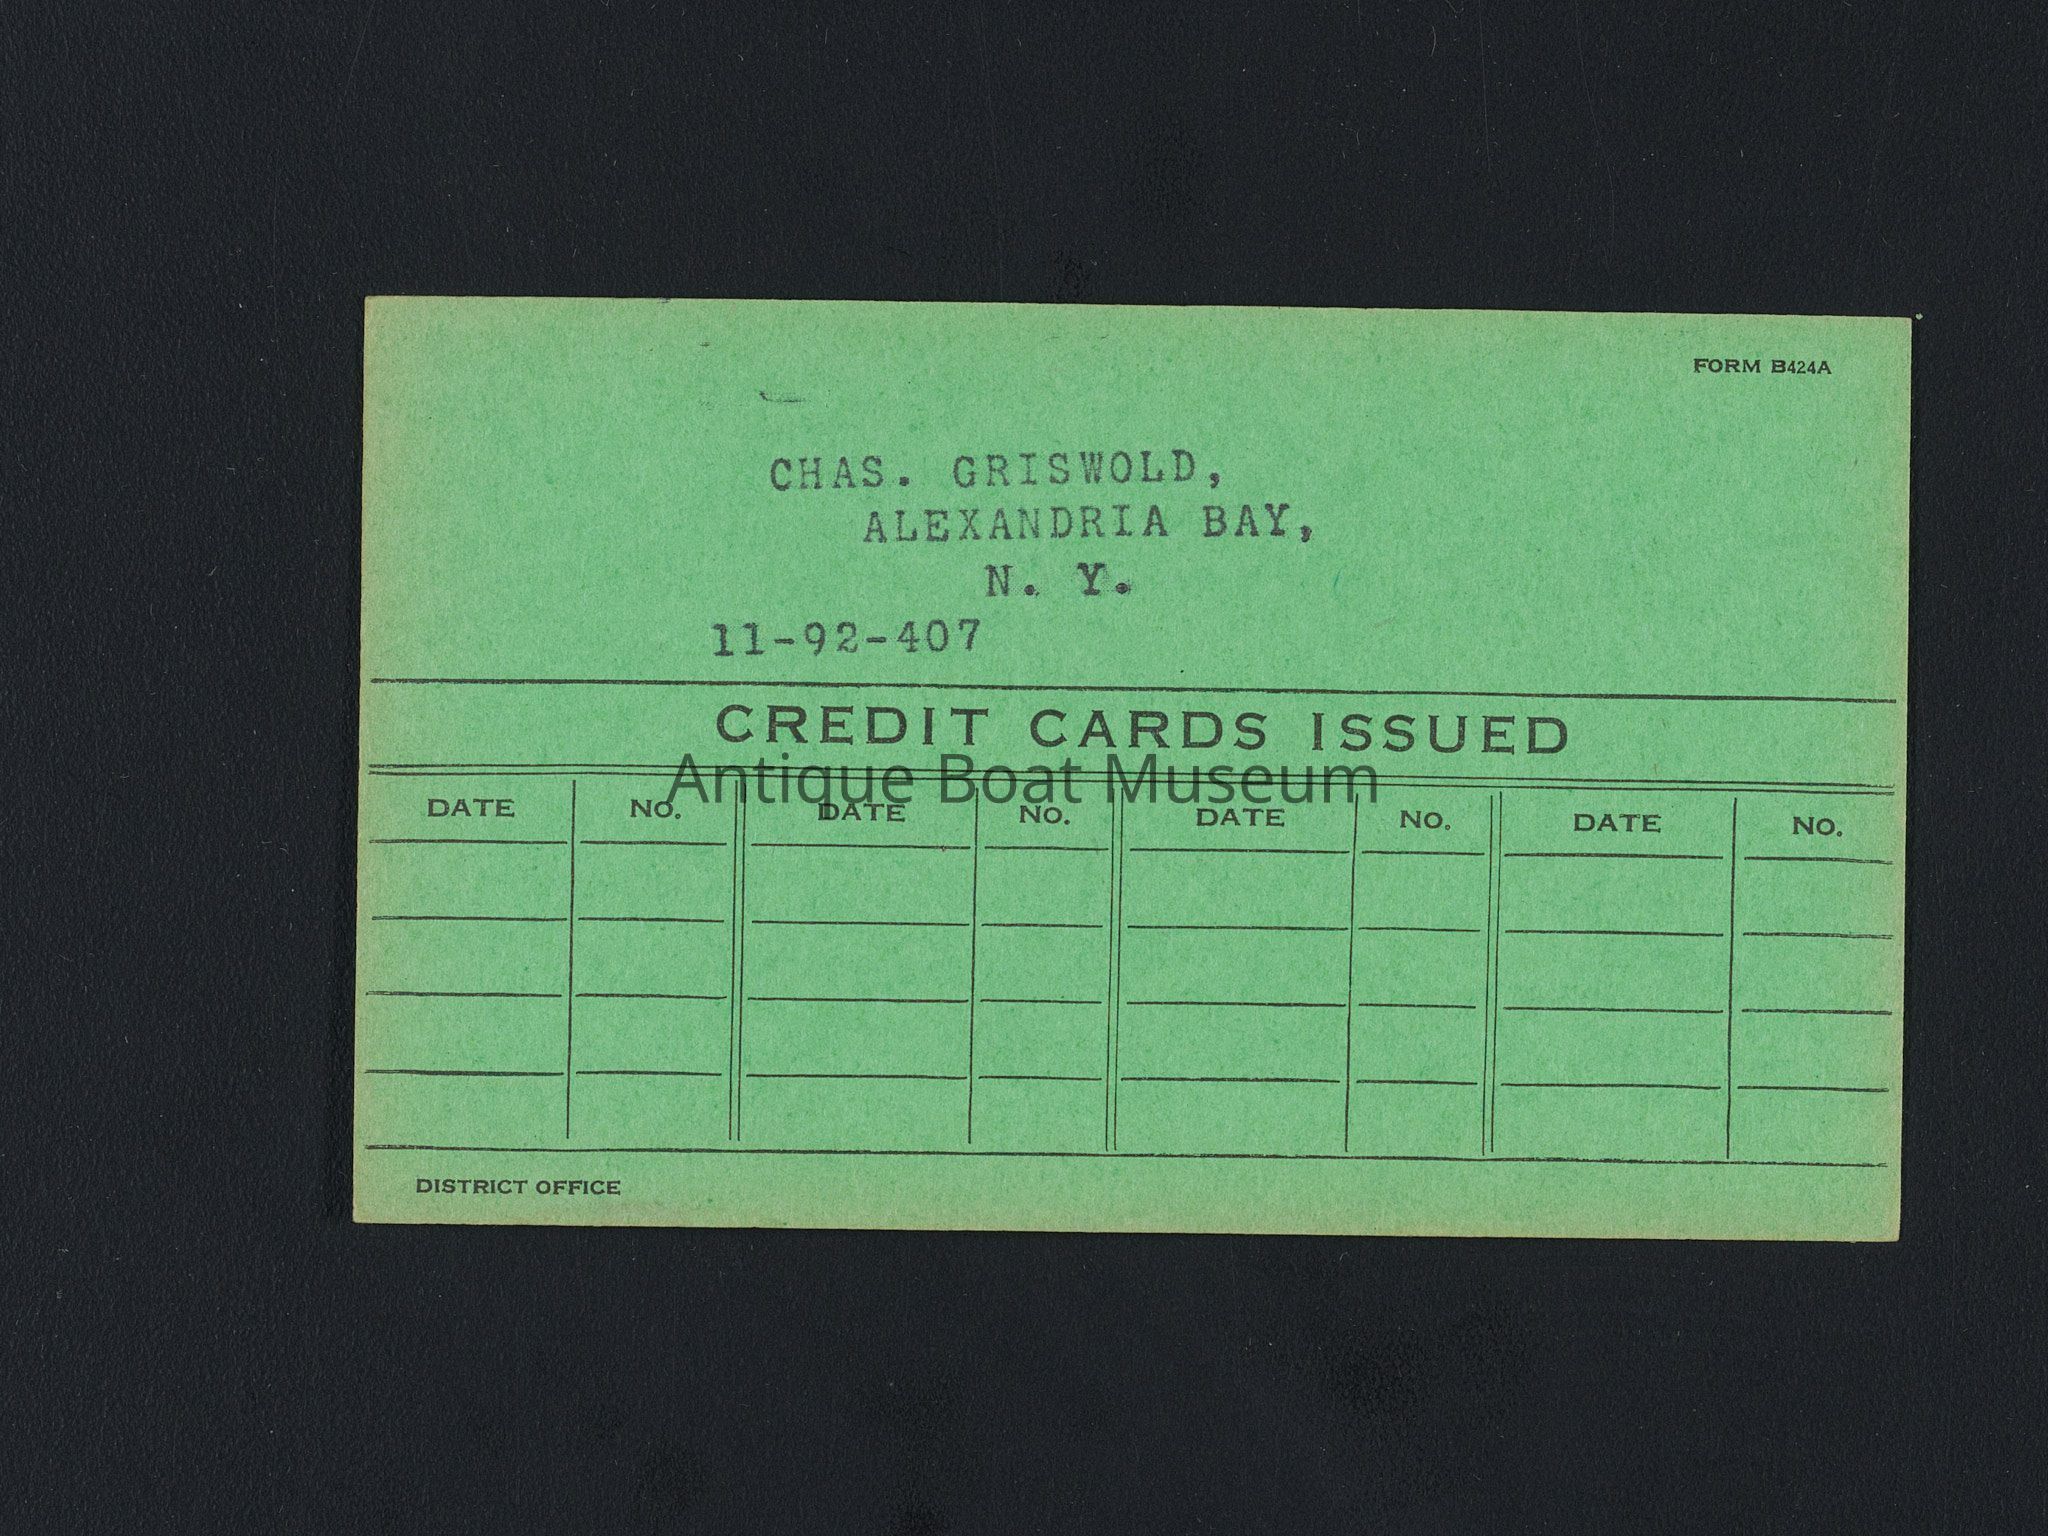 FORM B424A
CHAS. GRISWOLD,
ALEXANDRIA BAY,
N. Y.
11-92-407
CREDIT CARDS ISSUED
Antique Boat Museum
DATE NO. DATE NO. DATE NO. DATE NO.
DISTRICT OFFICE